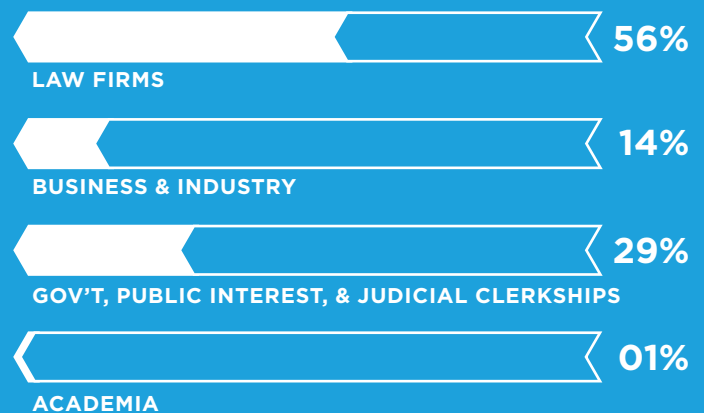 56%
LAW FIRMS
14%
BUSINESS & INDUSTRY
29%
GOV'T, PUBLIC INTEREST, & JUDICIAL CLERKSHIPS
01%
ACADEMIA